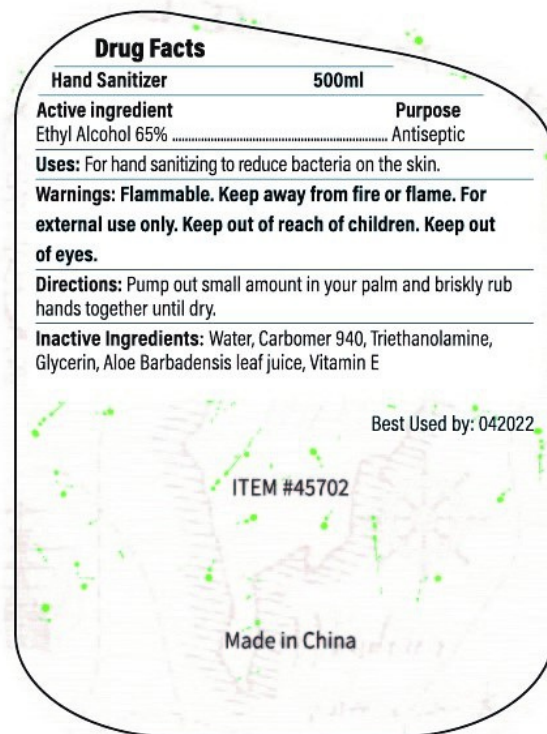 Drug Facts
Hand Sanitizer 500ml
Active ingredient Purpose
Ethyl Alcohol 65% ........................................................................ Antiseptic
Uses: For hand sanitizing to reduce bacteria on the skin.
Warnings: Flammable. Keep away from fire or flame. For
external use only. Keep out of reach of children. Keep out
of eyes.
Directions: Pump out small amount in your palm and briskly rub
hands together until dry.
Inactive Ingredients: Water, Carbomer 940, Triethanolamine,
Glycerin, Aloe Barbadensis leaf juice, Vitamin E
Best Used by: 042022
ITEM #45702
Made in China